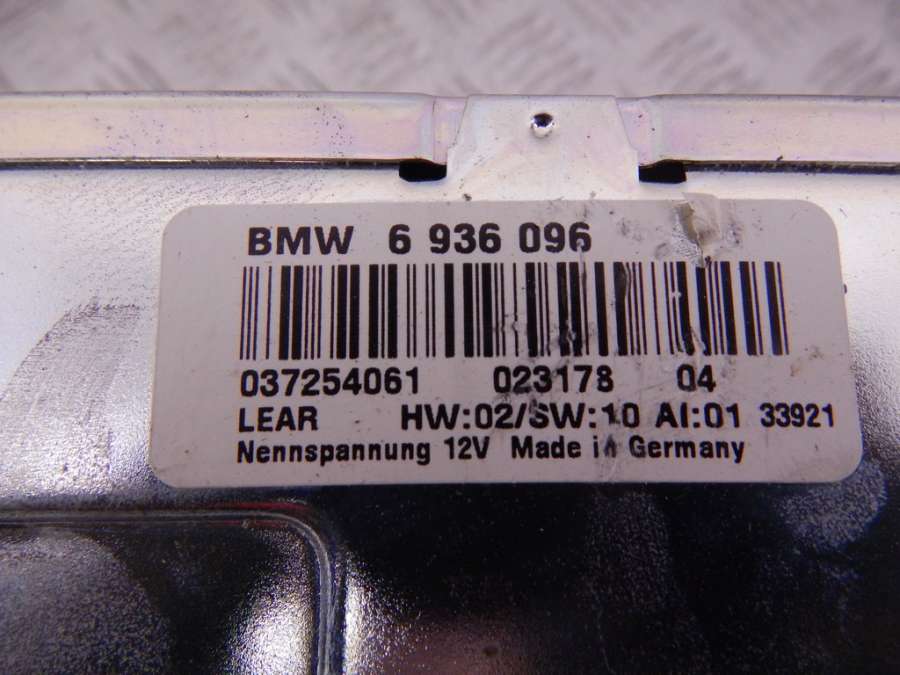 BMW 6 936 096
037254061 023178 04
LEAR HW:02/SW:10 AI:01 33921
Nennspannung 12V Made in Germany